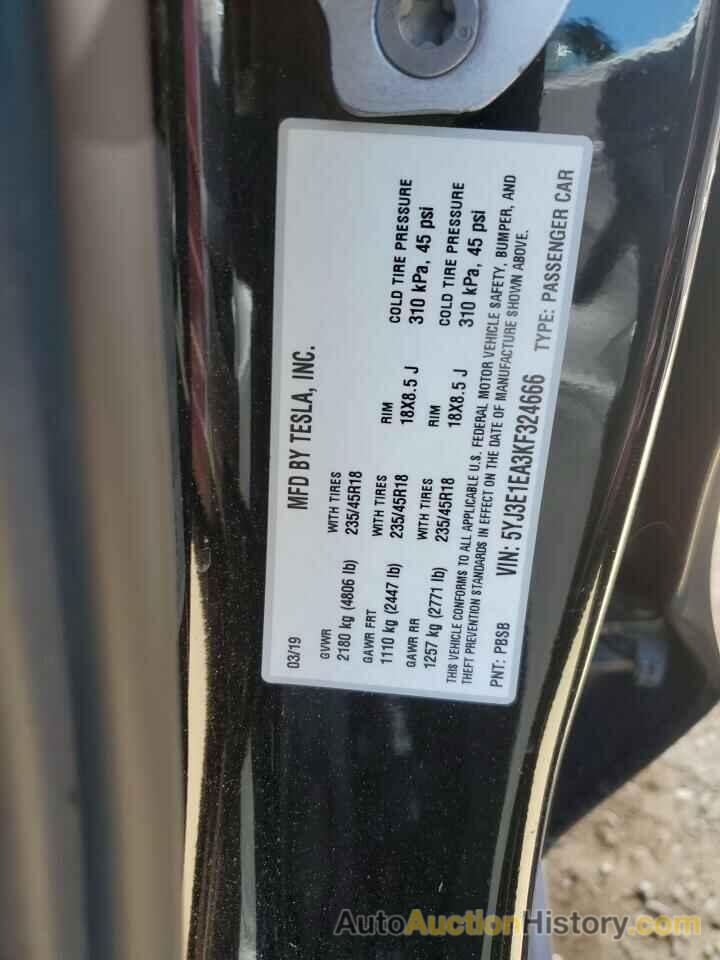 MFD BY TESLA, INC.
03/19
GVWR
2180 kg (4806 lb)
WITH TIRES
235/45R18
RIM
18X8.5 J
COLD TIRE PRESSURE
310 kPa, 45 psi
GAWR FRT
1110 kg (2447 lb)
WITH TIRES
235/45R18
RIM
18X8.5 J
COLD TIRE PRESSURE
310 kPa, 45 psi
GAWR RR
1257 kg (2771 lb)
WITH TIRES
235/45R18
THIS VEHICLE CONFORMS TO ALL APPLICABLE U.S. FEDERAL MOTOR VEHICLE SAFETY, BUMPER, AND
THEFT PREVENTION STANDARDS IN EFFECT ON THE DATE OF MANUFACTURE SHOWN ABOVE.
PNT: PBSB VIN: 5YJ3E1EA3KF324666 TYPE: PASSENGER CAR
AutoAuctionHistory.com